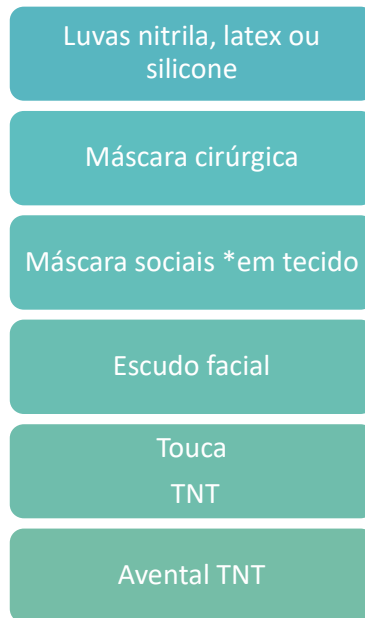 Luvas nitrila, latex ou
silicone
Máscara cirúrgica
Máscara sociais *em tecido
Escudo facial
Touca
TNT
Avental TNT